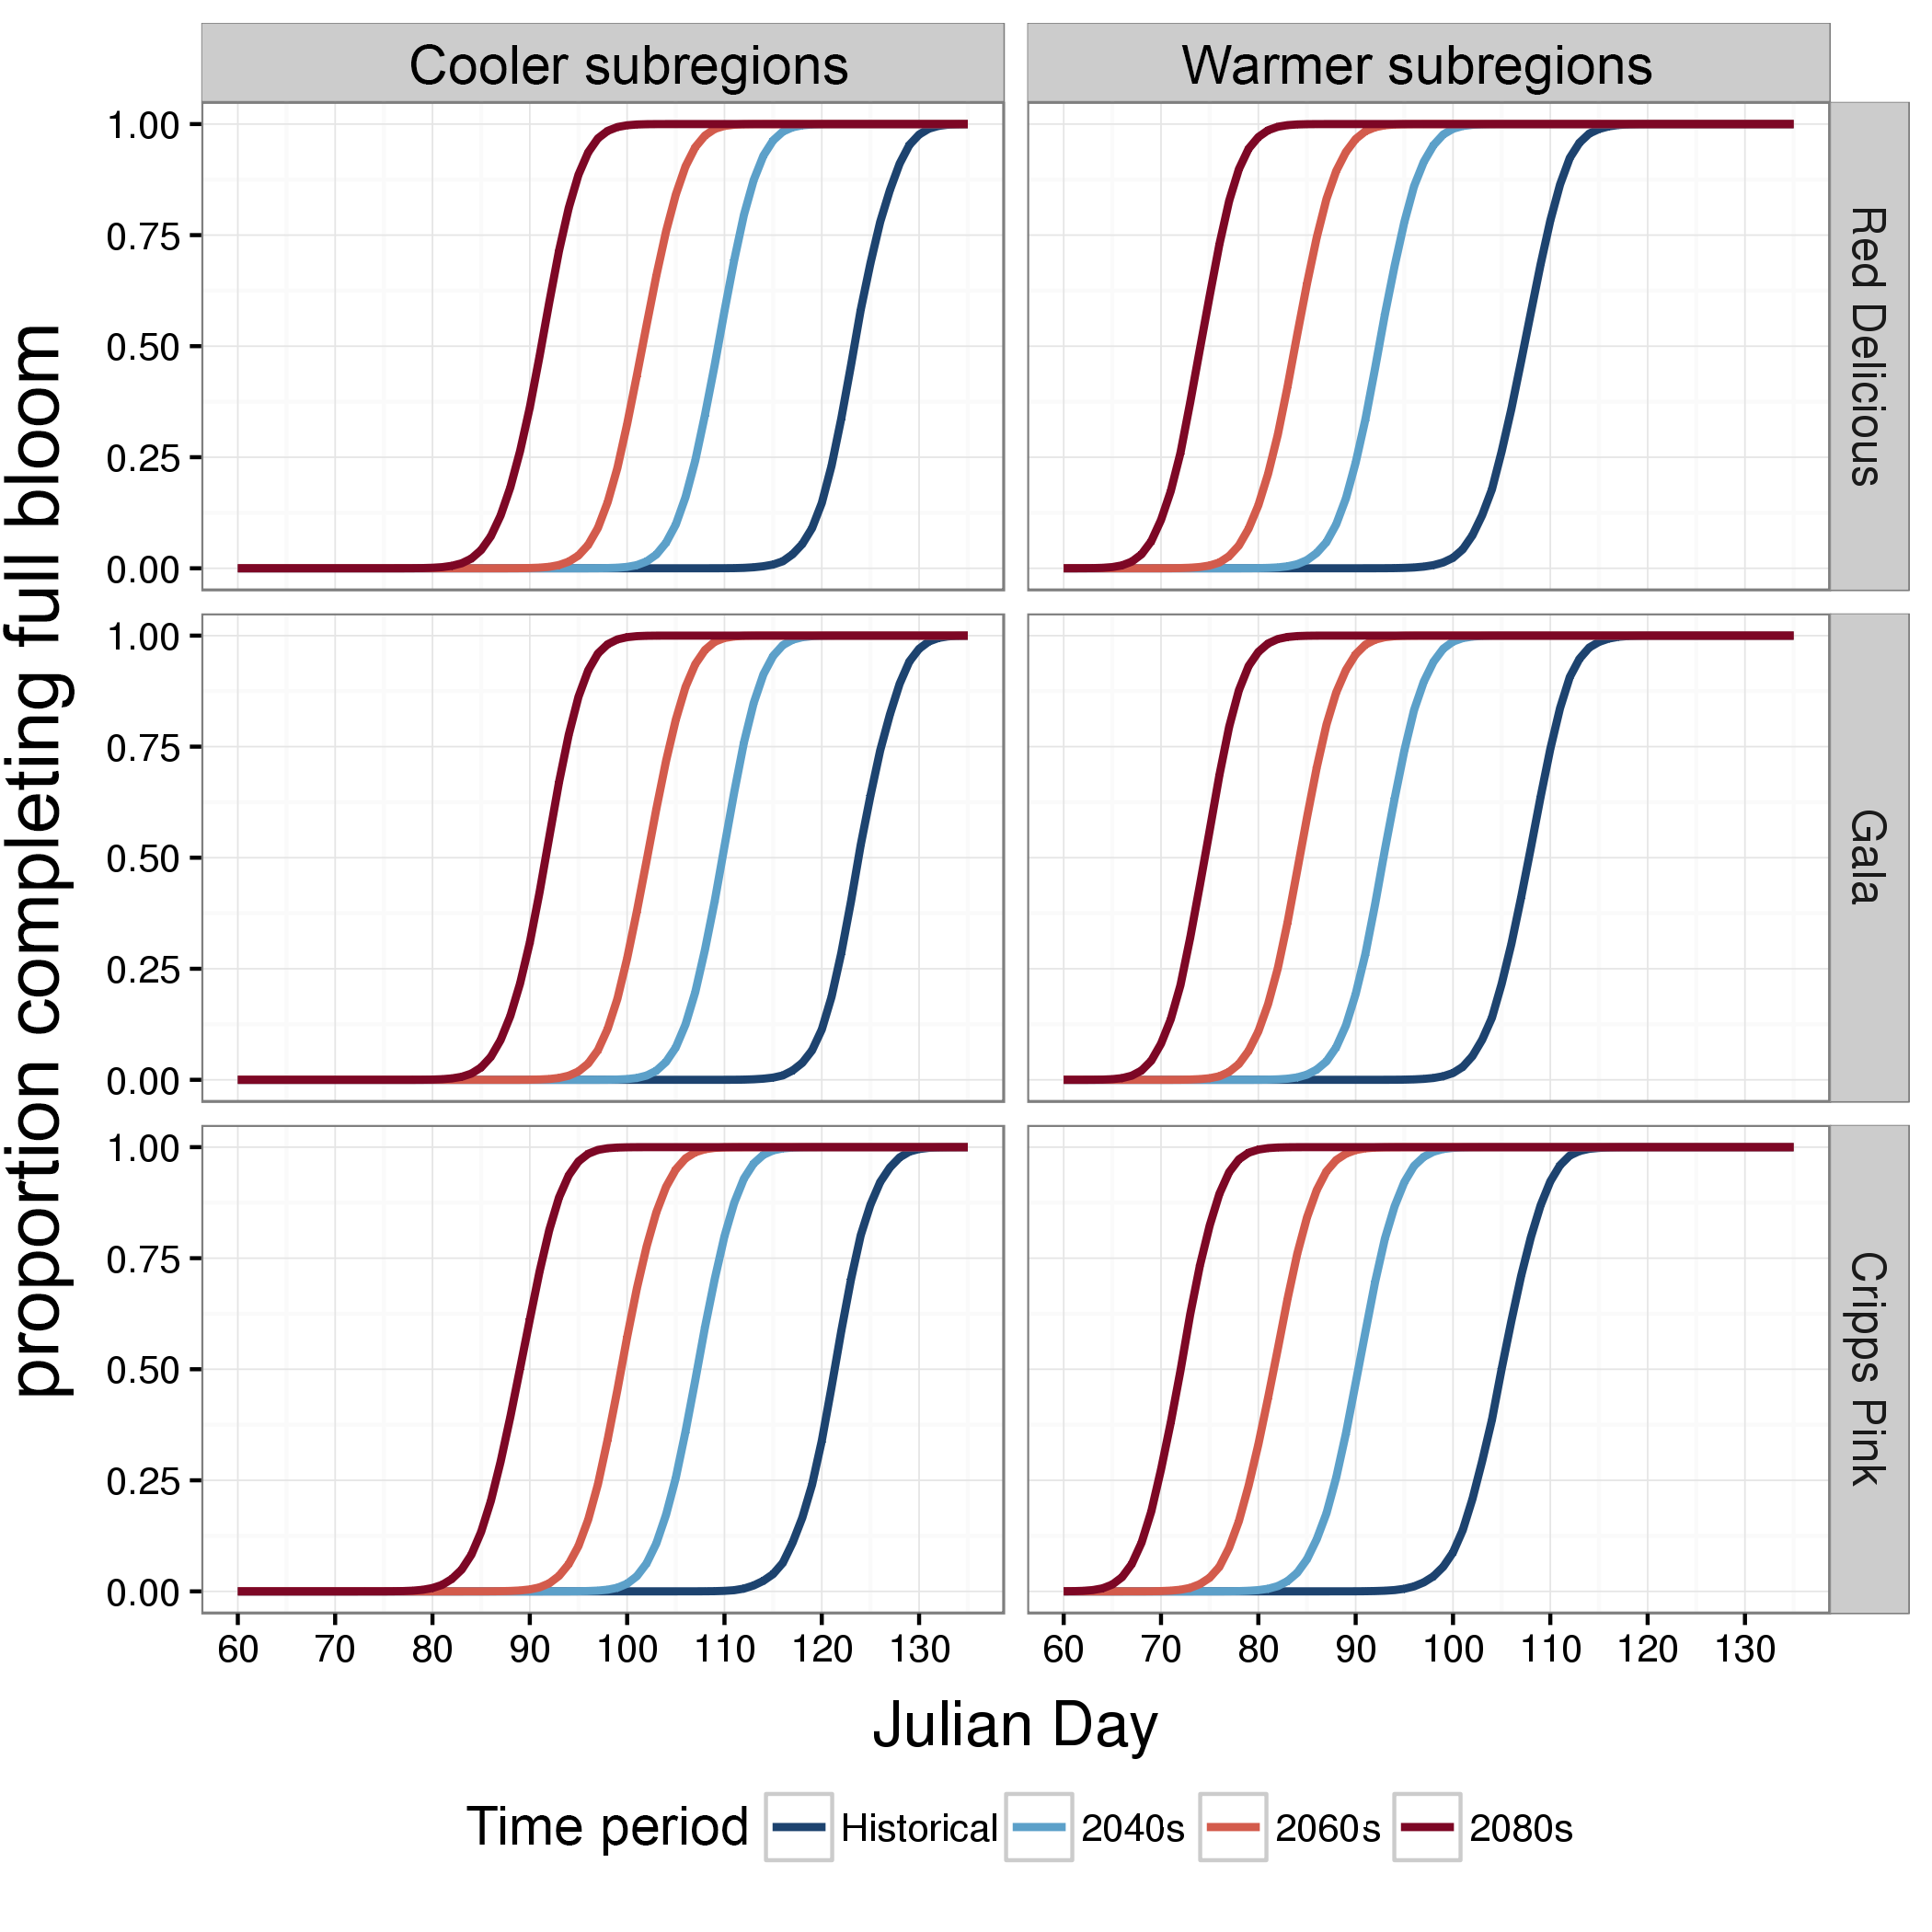 Cooler subregions
Warmer subregions
proportion completing full bloom
1.00
0.75
0.50
0.25
0.00
Red Delicious
1.00
0.75
0.50
0.25
0.00
Gala
1.00
0.75
0.50
0.25
0.00
Cripps Pink
60 70 80 90 100 110 120 130
60 70 80 90 100 110 120 130
Julian Day
Time period Historical 2040s 2060s 2080s